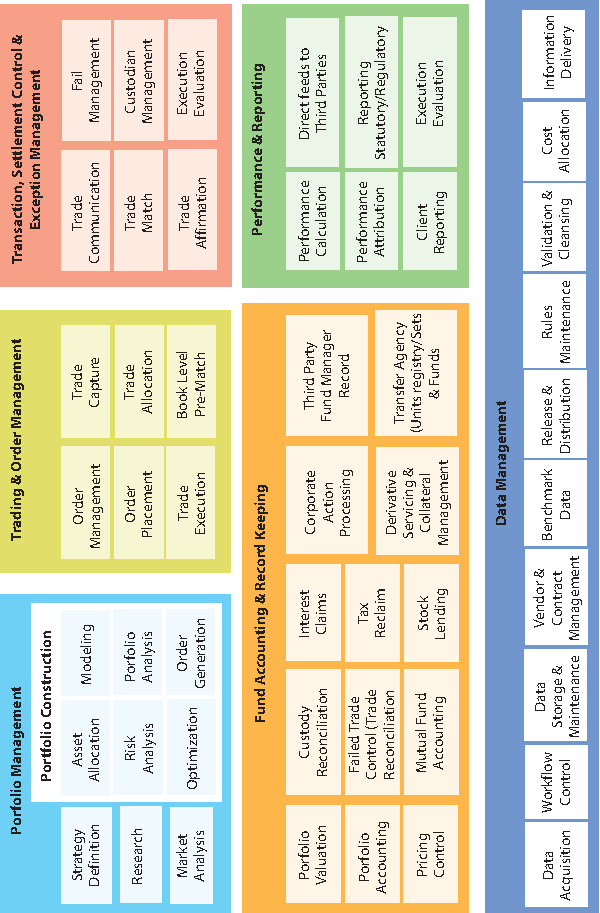 Porfolio Management
Strategy
Definition
Research
Market
Analysis
Portfolio Construction
Asset
Allocation
Modeling
Risk
Analysis
Porfolio
Analysis
Optimization
Order
Generation
Trading & Order Management
Order
Management
Trade
Capture
Order
Placement
Trade
Allocation
Trade
Execution
Book Level
Pre-Match
Transaction, Settlement Control &
Exception Management
Trade
Communication
Fail
Management
Trade
Match
Custodian
Management
Trade
Affirmation
Execution
Evaluation
Fund Accounting & Record Keeping
Porfolio
Valuation
Custody
Reconciliation
Interest
Claims
Corporate
Action
Processing
Third Party
Fund Manager
Record
Porfolio
Accounting
Failed Trade
Control (Trade
Reconciliation
Tax
Reclaim
Derivative
Servicing &
Collateral
Management
Transfer Agency
(Units registry/Sets
& Funds
Pricing
Control
Mutual Fund
Accounting
Stock
Lending
Performance & Reporting
Performance
Calculation
Direct feeds to
Third Parties
Performance
Attribution
Reporting
Statutory/Regulatory
Client
Reporting
Execution
Evaluation
Data Management
Data
Acquisition
Workflow
Control
Data
Storage &
Maintenance
Vendor &
Contract
Management
Benchmark
Data
Release &
Distribution
Rules
Maintenance
Validation &
Cleansing
Cost
Allocation
Information
Delivery